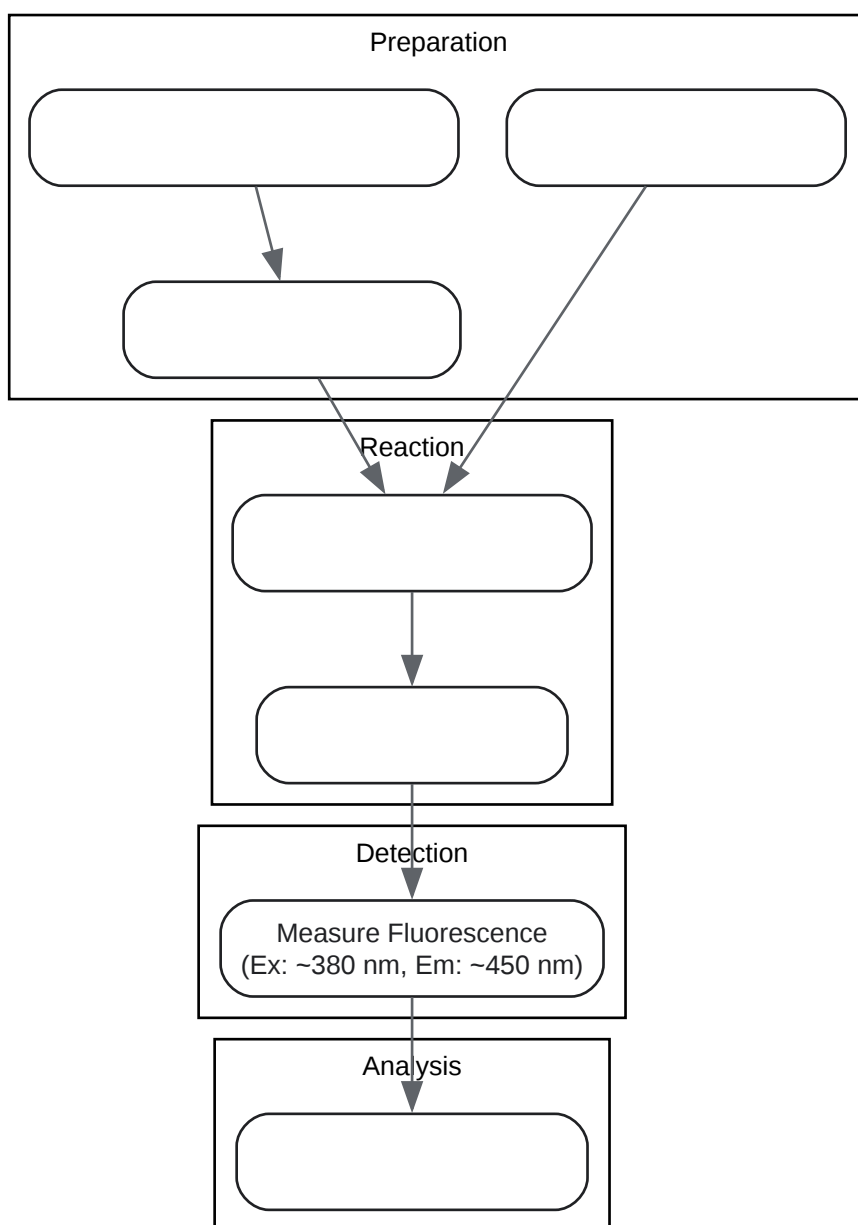 Preparation
Reaction
Detection
Measure Fluorescence
(Ex: ~380 nm, Em: ~450 nm)
Analysis